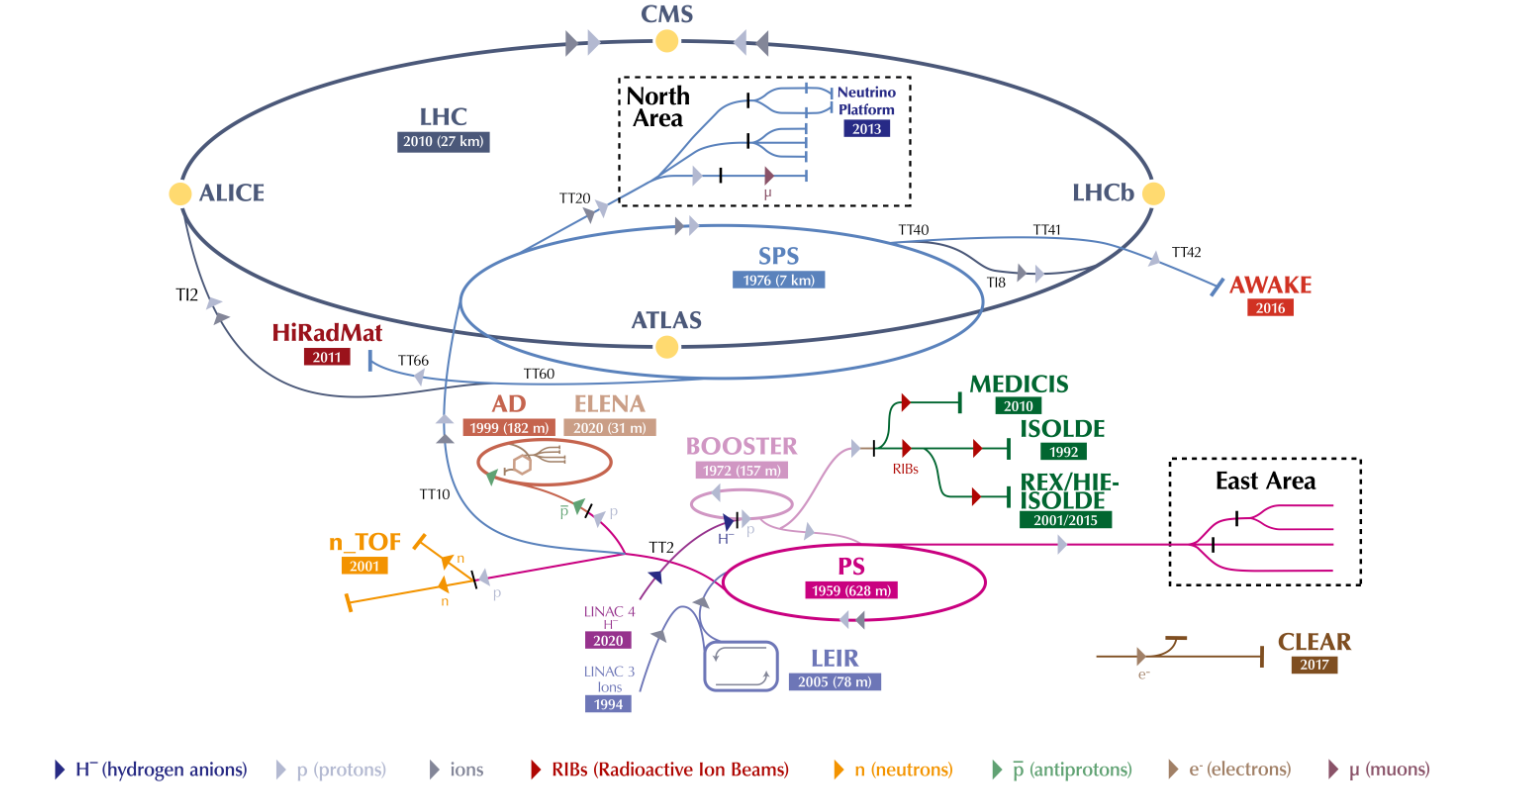 CMS
North
Area
Neutrino
Platform
2013
LHC
2010 (27 km)
μ
ALICE
LHCb
TT20
TT40
TT41
TT42
SPS
1976 (7 km)
TI8
AWAKE
2016
TI2
ATLAS
HiRadMat
2011
TT66
TT60
AD
1999 (182 m)
ELENA
2020 (31 m)
MEDICIS
2010
BOOSTER
1972 (157 m)
ISOLDE
1992
RIBs
REX/HIE-
ISOLDE
2001/2015
East Area
TT10
p̅
p
H⁻
p
n_TOF
2001
n
n
p
TT2
PS
1959 (628 m)
LINAC 4
H⁻
2020
LINAC 3
Ions
1994
LEIR
2005 (78 m)
CLEAR
2017
e-
H⁻ (hydrogen anions)
p (protons)
ions
RIBs (Radioactive Ion Beams)
n (neutrons)
p̅ (antiprotons)
e- (electrons)
μ (muons)